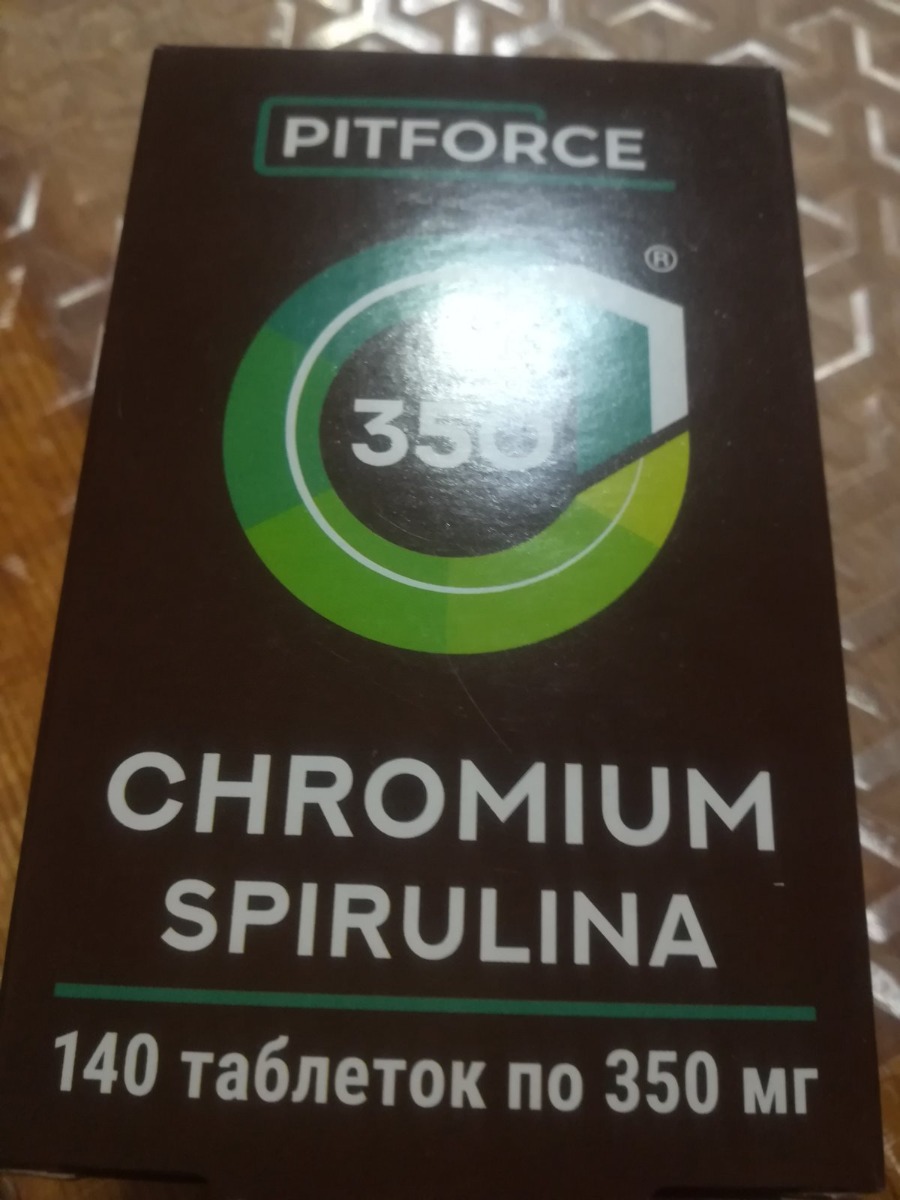 PITFORCE
®
350
CHROMIUM
SPIRULINA
140 таблеток по 350 мг